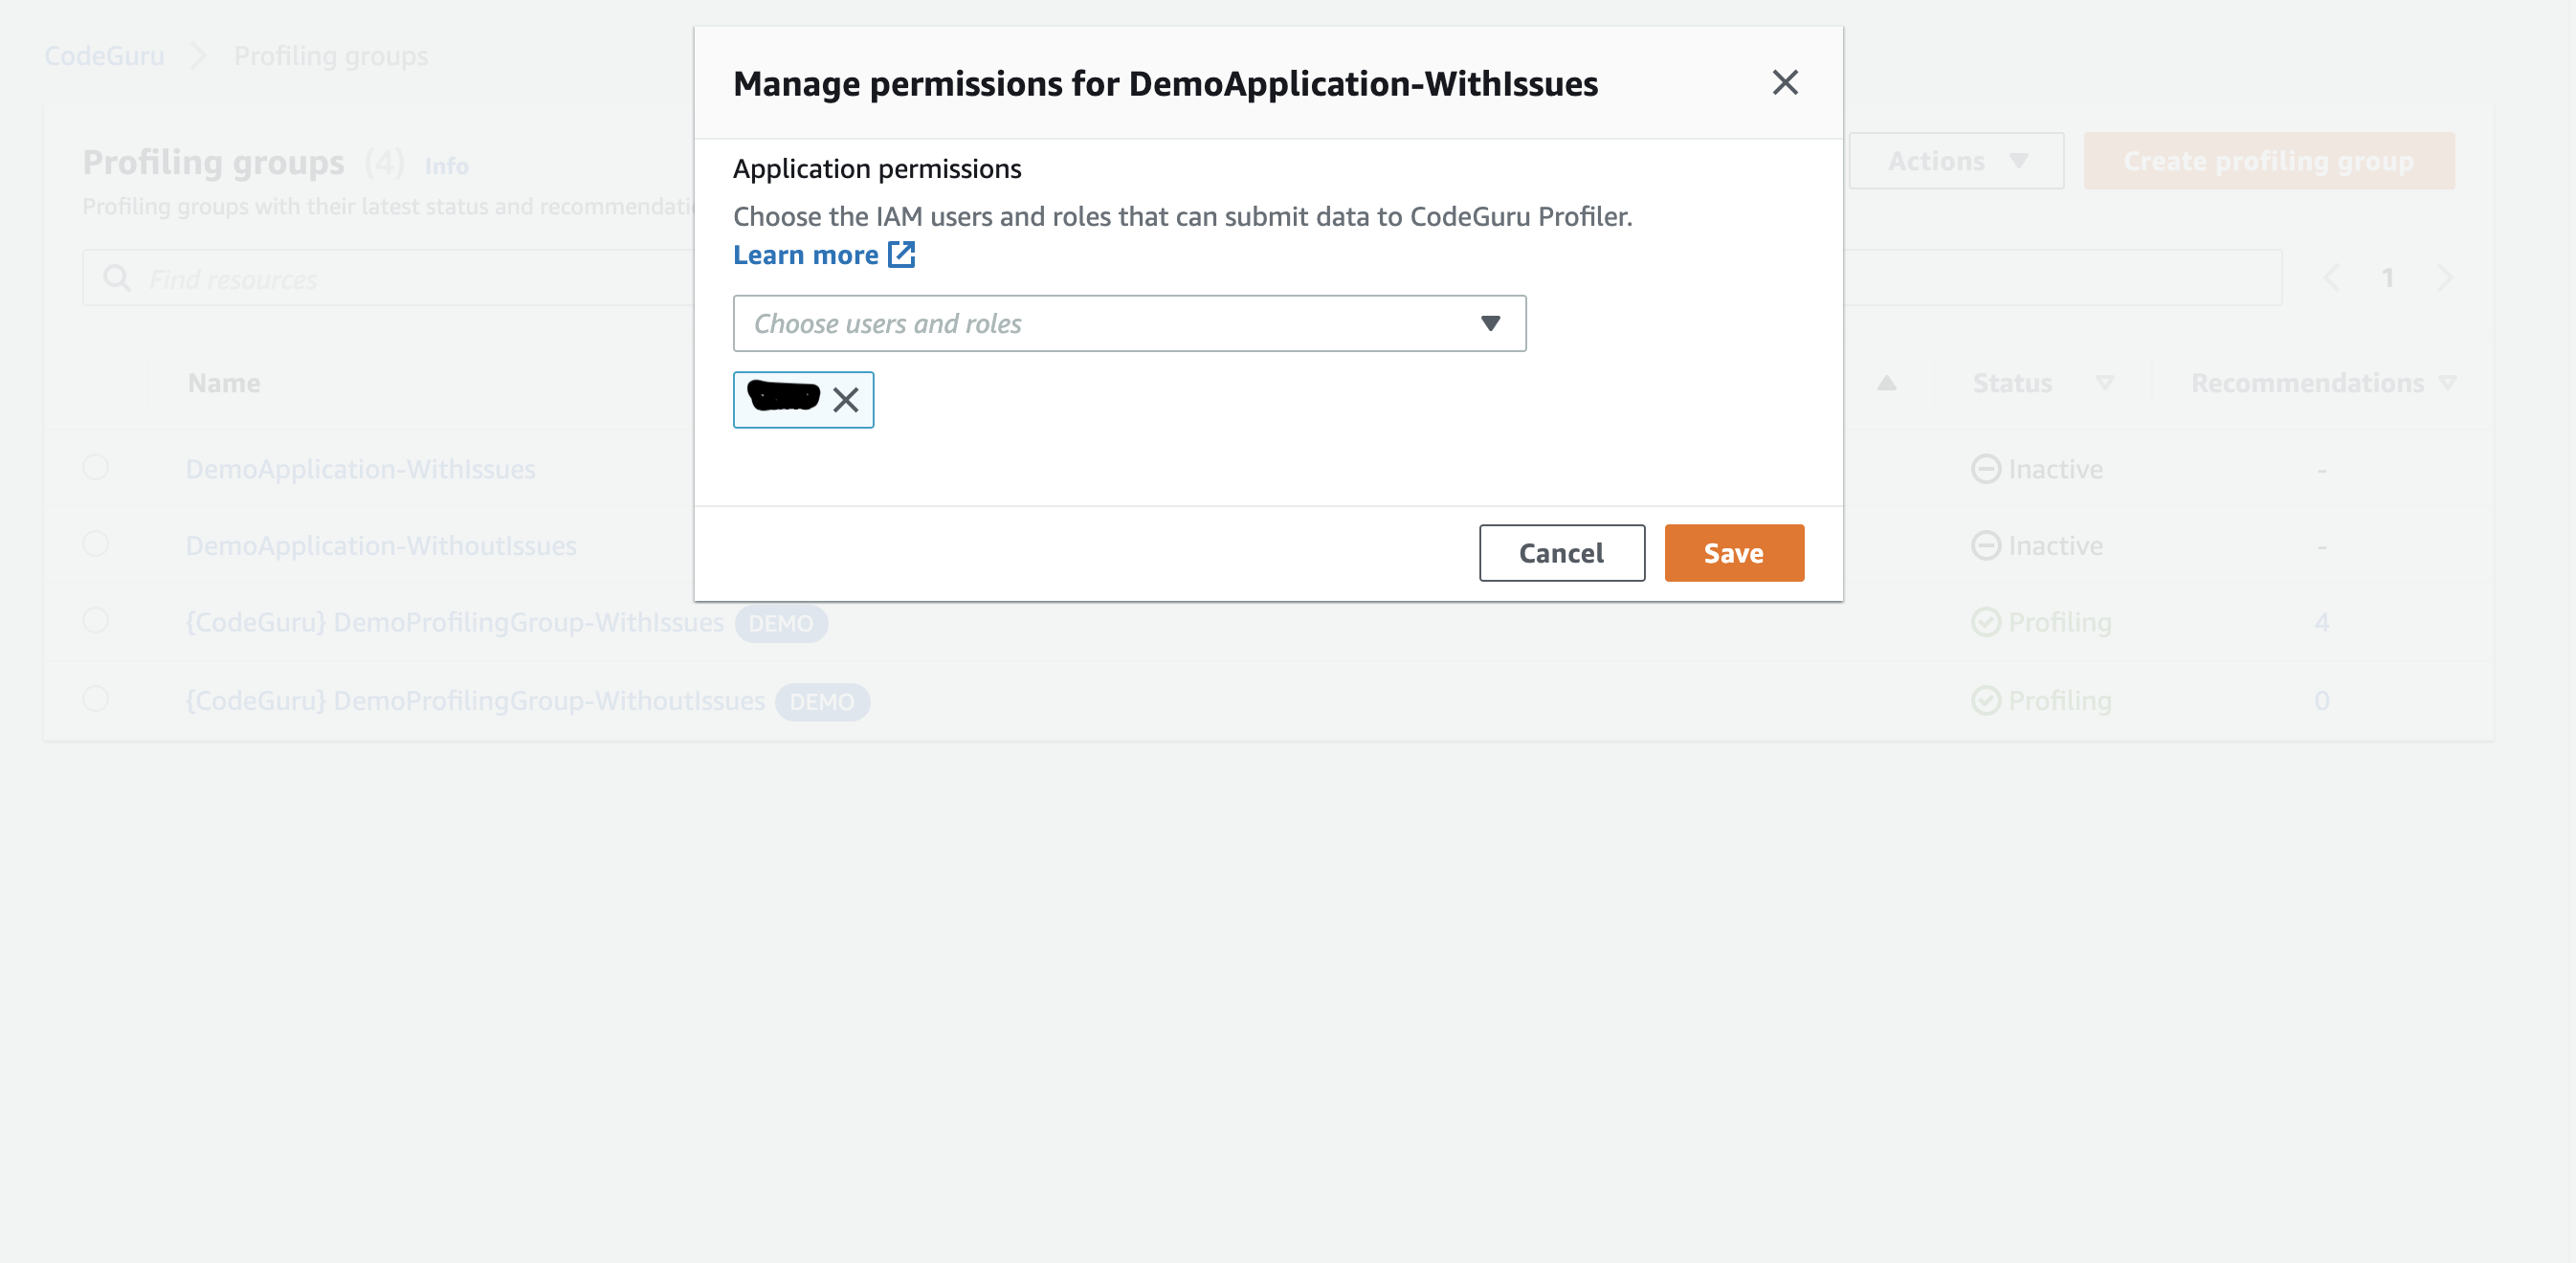 CodeGuru Profiling groups
Manage permissions for DemoApplication-WithIssues
Application permissions
Choose the IAM users and roles that can submit data to CodeGuru Profiler.
Learn more
Choose users and roles
Cancel Save
Profiling groups (4) Info
Profiling groups with their latest status and
Actions Create profiling group
Find resources
1
Name Status Recommendations
DemoApplication-WithIssues Inactive -
DemoApplication-WithoutIssues Inactive -
{CodeGuru} DemoProfilingGroup-WithIssues DEMO Profiling 4
{CodeGuru} DemoProfilingGroup-WithoutIssues DEMO Profiling 0